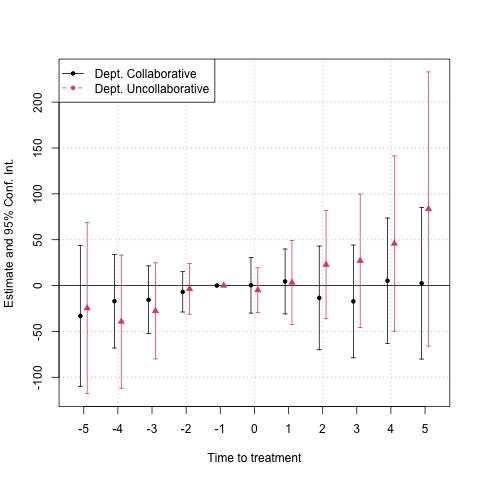 Dept. Collaborative
Dept. Uncollaborative
Estimate and 95% Conf. Int.
200
150
100
50
0
-50
-100
-5 -4 -3 -2 -1 0 1 2 3 4 5
Time to treatment